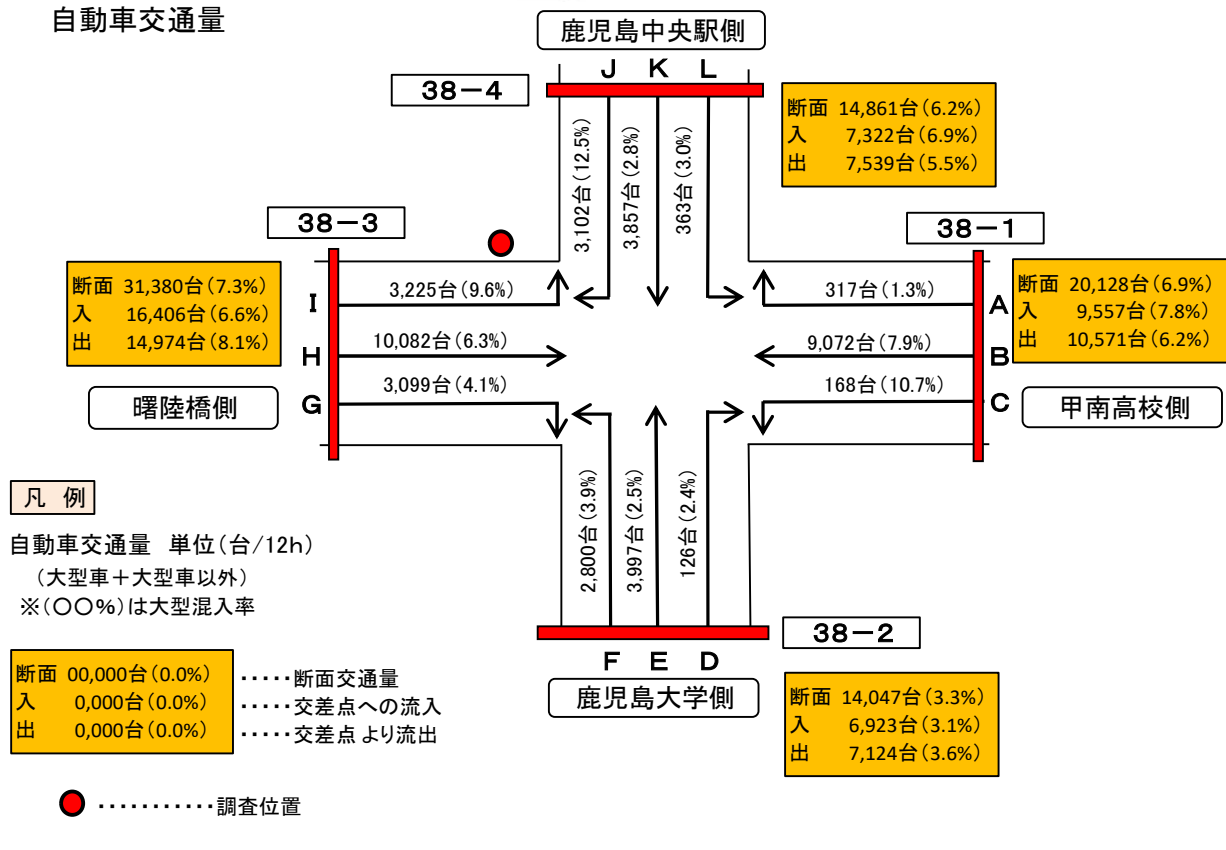 自動車交通量
鹿児島中央駅側
J K L
38-4
断面 14,861台(6.2%)
入 7,322台(6.9%)
出 7,539台(5.5%)
3,102台(12.5%)
3,857台(2.8%)
363台(3.0%)
38-3
38-1
断面 31,380台(7.3%)
入 16,406台(6.6%)
出 14,974台(8.1%)
I
3,225台(9.6%)
H
10,082台(6.3%)
G
3,099台(4.1%)
曙陸橋側
317台(1.3%)
A
9,072台(7.9%)
B
168台(10.7%)
C
断面 20,128台(6.9%)
入 9,557台(7.8%)
出 10,571台(6.2%)
甲南高校側
2,800台(3.9%)
3,997台(2.5%)
126台(2.4%)
38-2
F E D
鹿児島大学側
断面 14,047台(3.3%)
入 6,923台(3.1%)
出 7,124台(3.6%)
凡 例
自動車交通量 単位(台/12h)
(大型車+大型車以外)
※(〇〇%)は大型混入率
断面 00,000台(0.0%) ・・・・・断面交通量
入 0,000台(0.0%) ・・・・・交差点への流入
出 0,000台(0.0%) ・・・・・交差点より流出
・・・・・・・・・・・調査位置